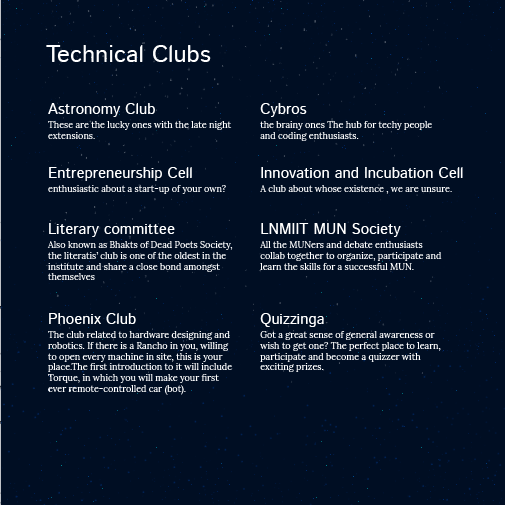 Technical Clubs
Astronomy Club
These are the lucky ones with the late night
extensions.
Cybros
the brainy ones The hub for techy people
and coding enthusiasts.
Entrepreneurship Cell
enthusiastic about a start-up of your own?
Innovation and Incubation Cell
A club about whose existence , we are unsure.
Literary committee
Also known as Bhakts of Dead Poets Society,
the literatis' club is one of the oldest in the
institute and share a close bond amongst
themselves
LNMIIT MUN Society
All the MUNers and debate enthusiasts
collab together to organize, participate and
learn the skills for a successful MUN.
Phoenix Club
The club related to hardware designing and
robotics. If there is a Rancho in you, willing
to open every machine in site, this is your
place.The first introduction to it will include
Torque, in which you will make your first
ever remote-controlled car (bot).
Quizzinga
Got a great sense of general awareness or
wish to get one? The perfect place to learn,
participate and become a quizzer with
exciting prizes.